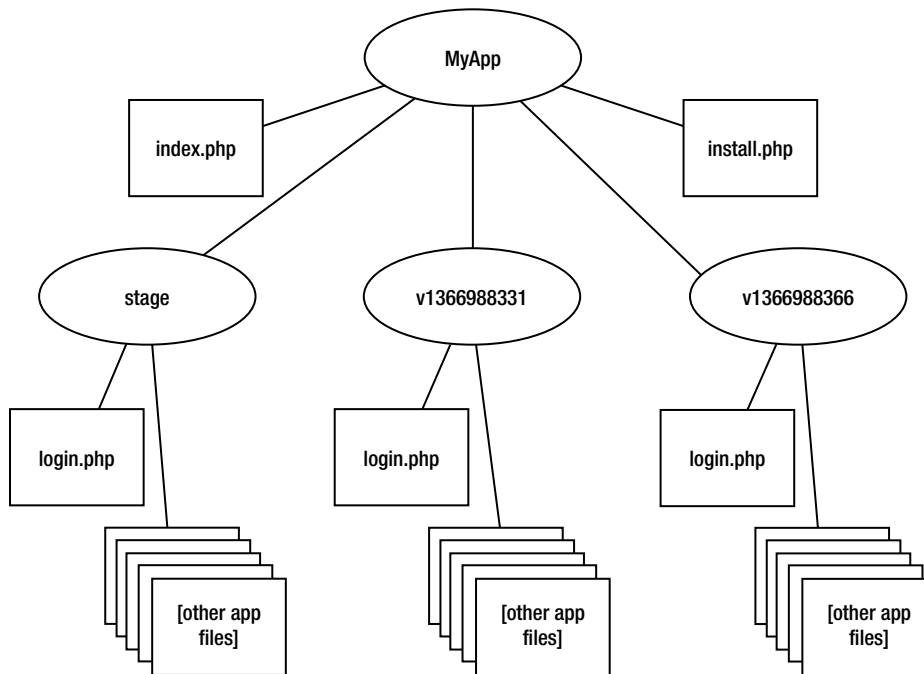 MyApp
index.php
install.php
stage
v1366988331
v1366988366
login.php
login.php
login.php
[other app
files]
[other app
files]
[other app
files]